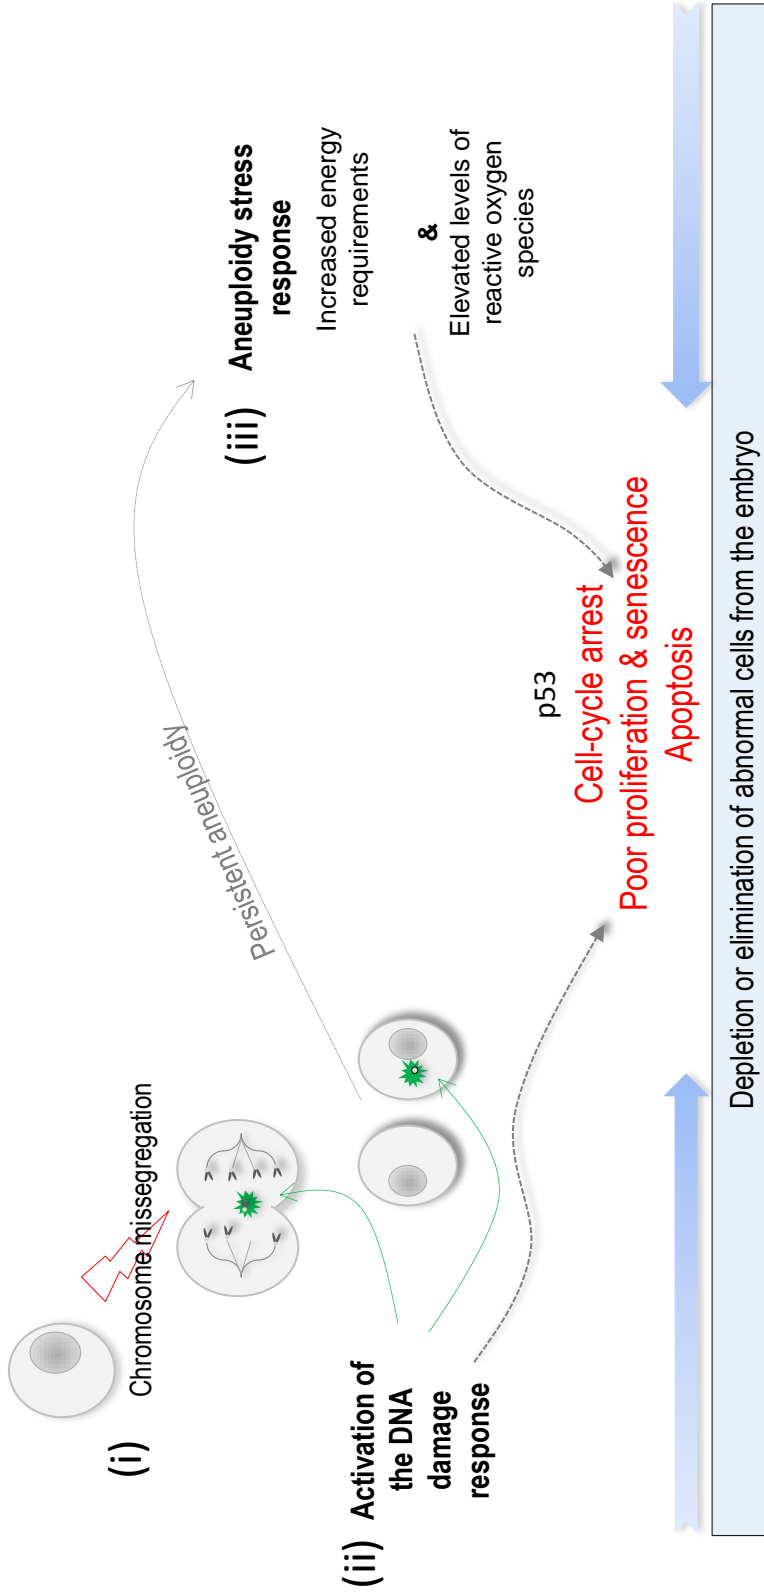 (i)
Chromosome missegregation
(ii)
Activation of
the DNA
damage
response
Persistent aneuploidy
(iii)
Aneuploidy stress
response
Increased energy
requirements
&
Elevated levels of
reactive oxygen
species
p53
Cell-cycle arrest
Poor proliferation & senescence
Apoptosis
Depletion or elimination of abnormal cells from the embryo